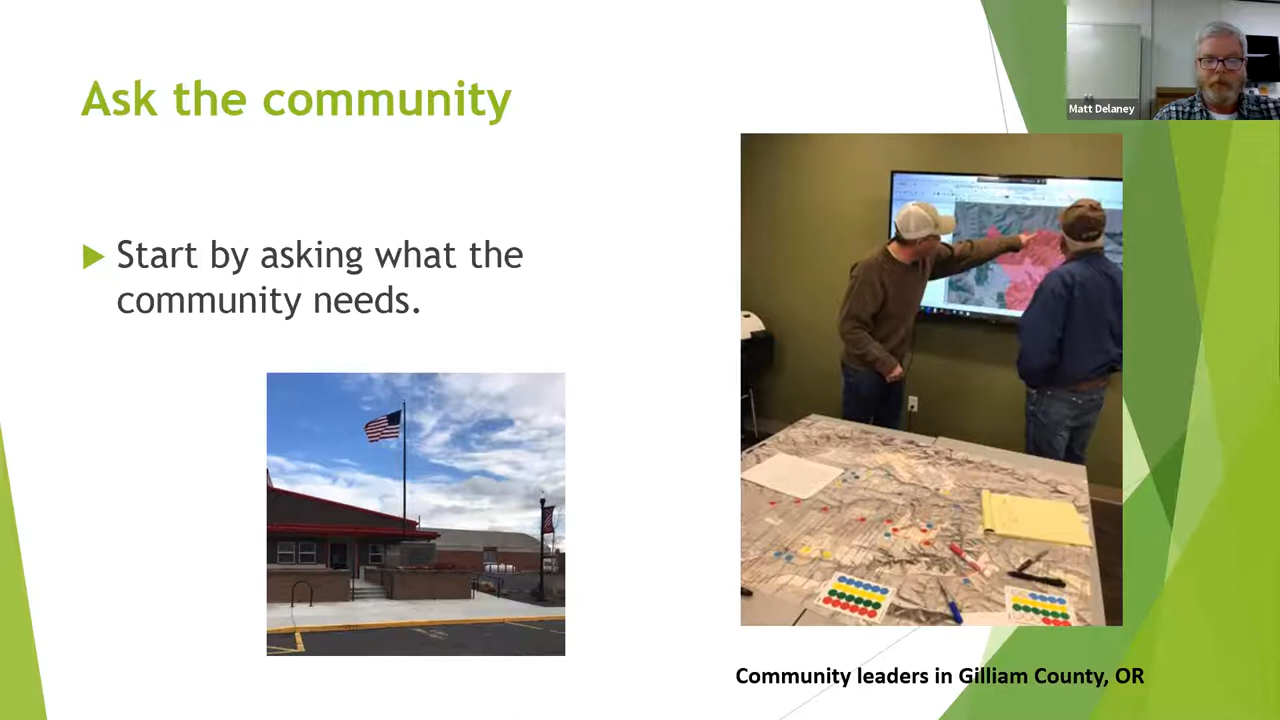 Ask the community
Matt Delaney
Start by asking what the
community needs.
Community leaders in Gilliam County, OR